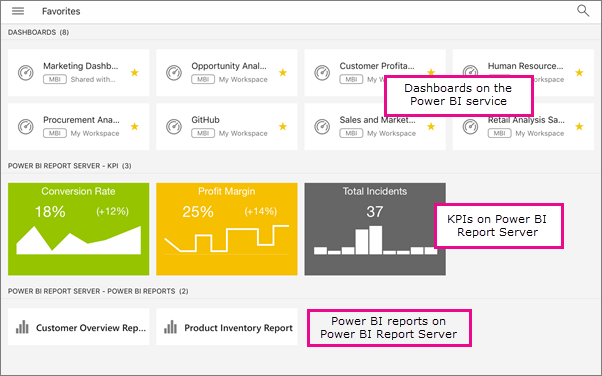 Favorites
DASHBOARDS (8)
Marketing Dashb...
MBI Shared with...
Opportunity Anal...
MBI My Workspace
Customer Profita...
MBI My Wo
Human Resource...
MBI My Workspace
Procurement Ana...
MBI My Workspace
GitHub
MBI My Workspace
Sales and Market...
MBI My Workspace
Retail Analysis Sa...
MBI My Workspace
Dashboards on the
Power BI service
POWER BI REPORT SERVER - KPI (3)
Conversion Rate
18% (+12%)
Profit Margin
25% (+14%)
Total Incidents
37
KPIs on Power BI
Report Server
POWER BI REPORT SERVER - POWER BI REPORTS (2)
Customer Overview Rep...
Product Inventory Report
Power BI reports on
Power BI Report Server